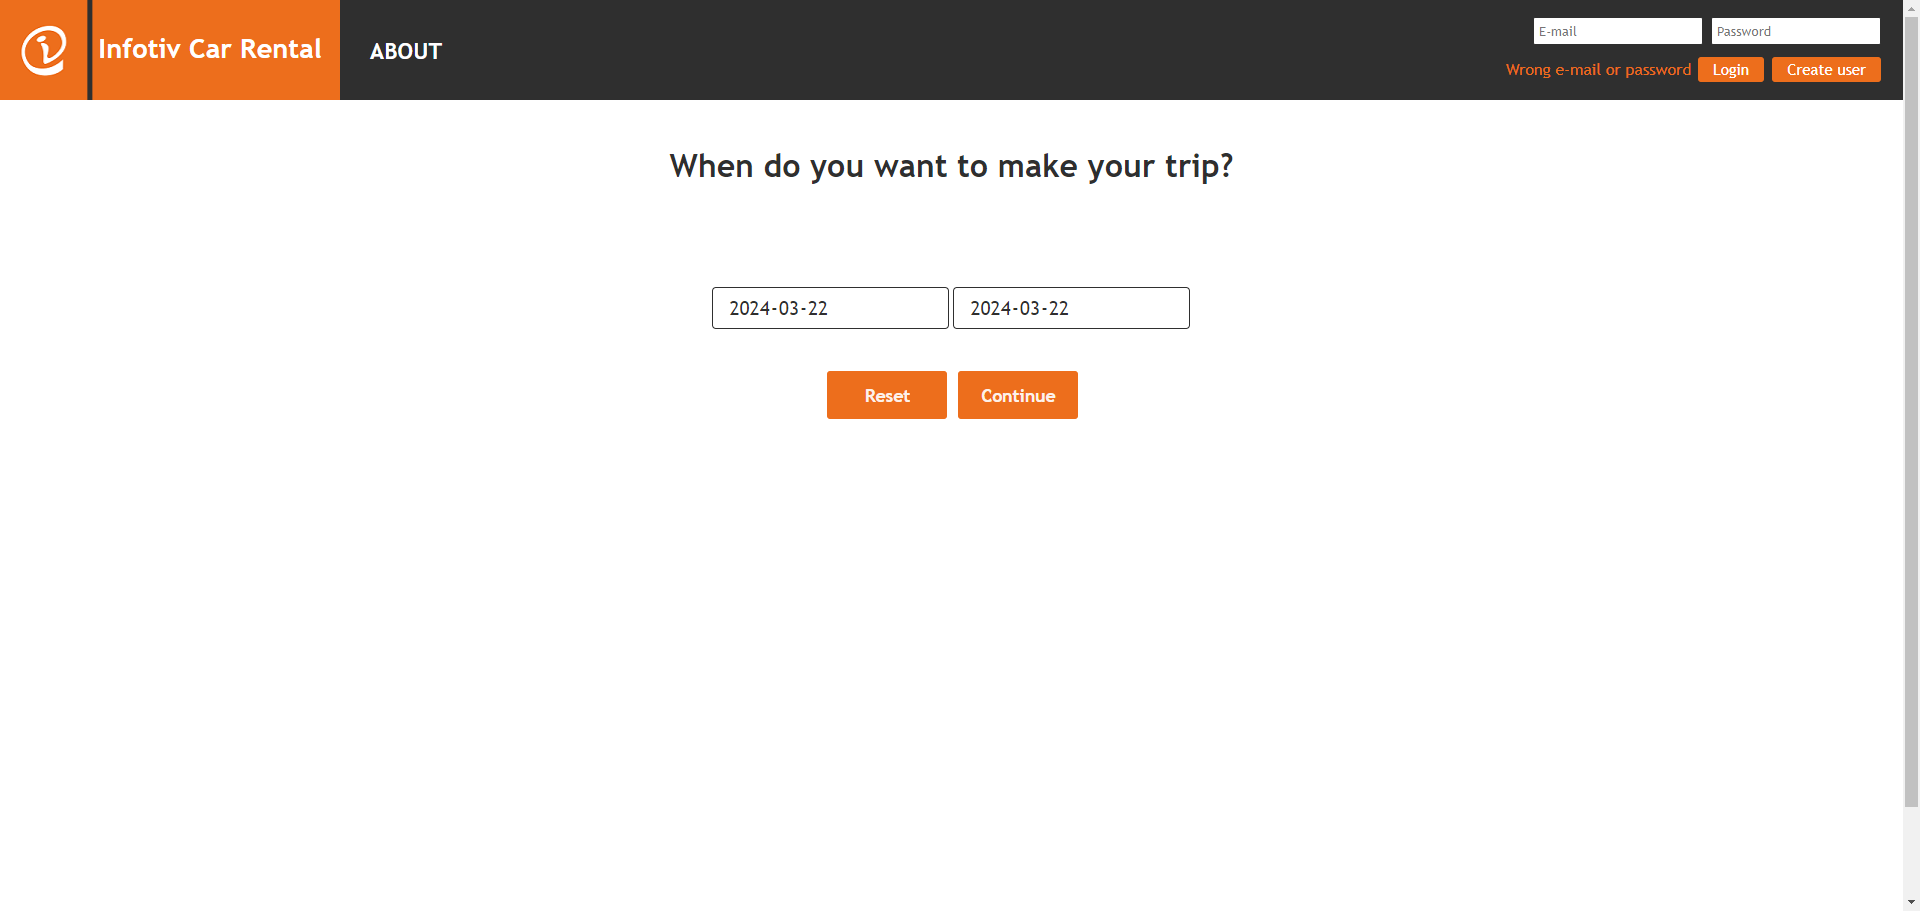 Infotiv Car Rental
ABOUT
E-mail
Password
Wrong e-mail or password
Login
Create user
When do you want to make your trip?
2024-03-22
2024-03-22
Reset
Continue